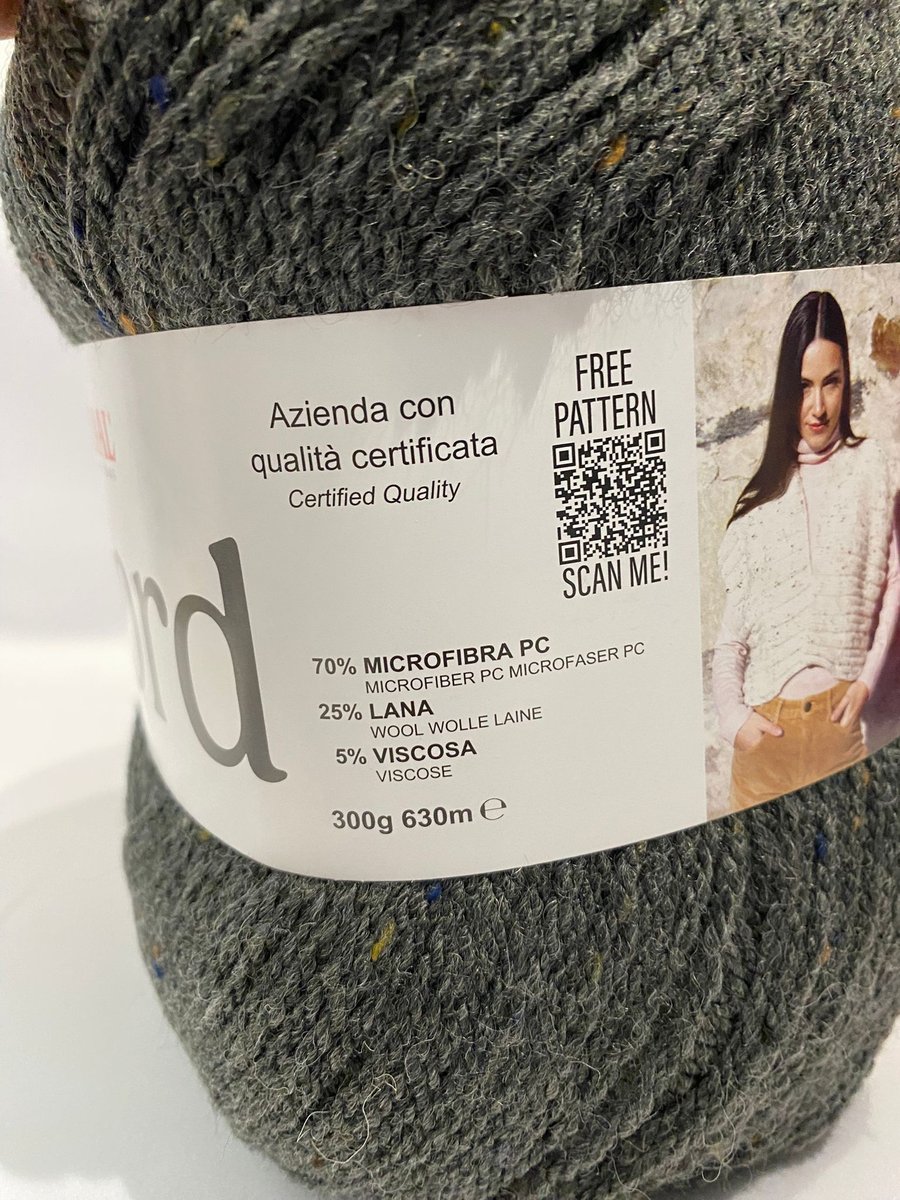 Azienda con
qualità certificata
Certified Quality
FREE
PATTERN
SCAN ME!
70% MICROFIBRA PC
MICROFIBER PC MICROFASER PC
25% LANA
WOOL WOLLE LAINE
5% VISCOSA
VISCOSE
300g 630m ℮